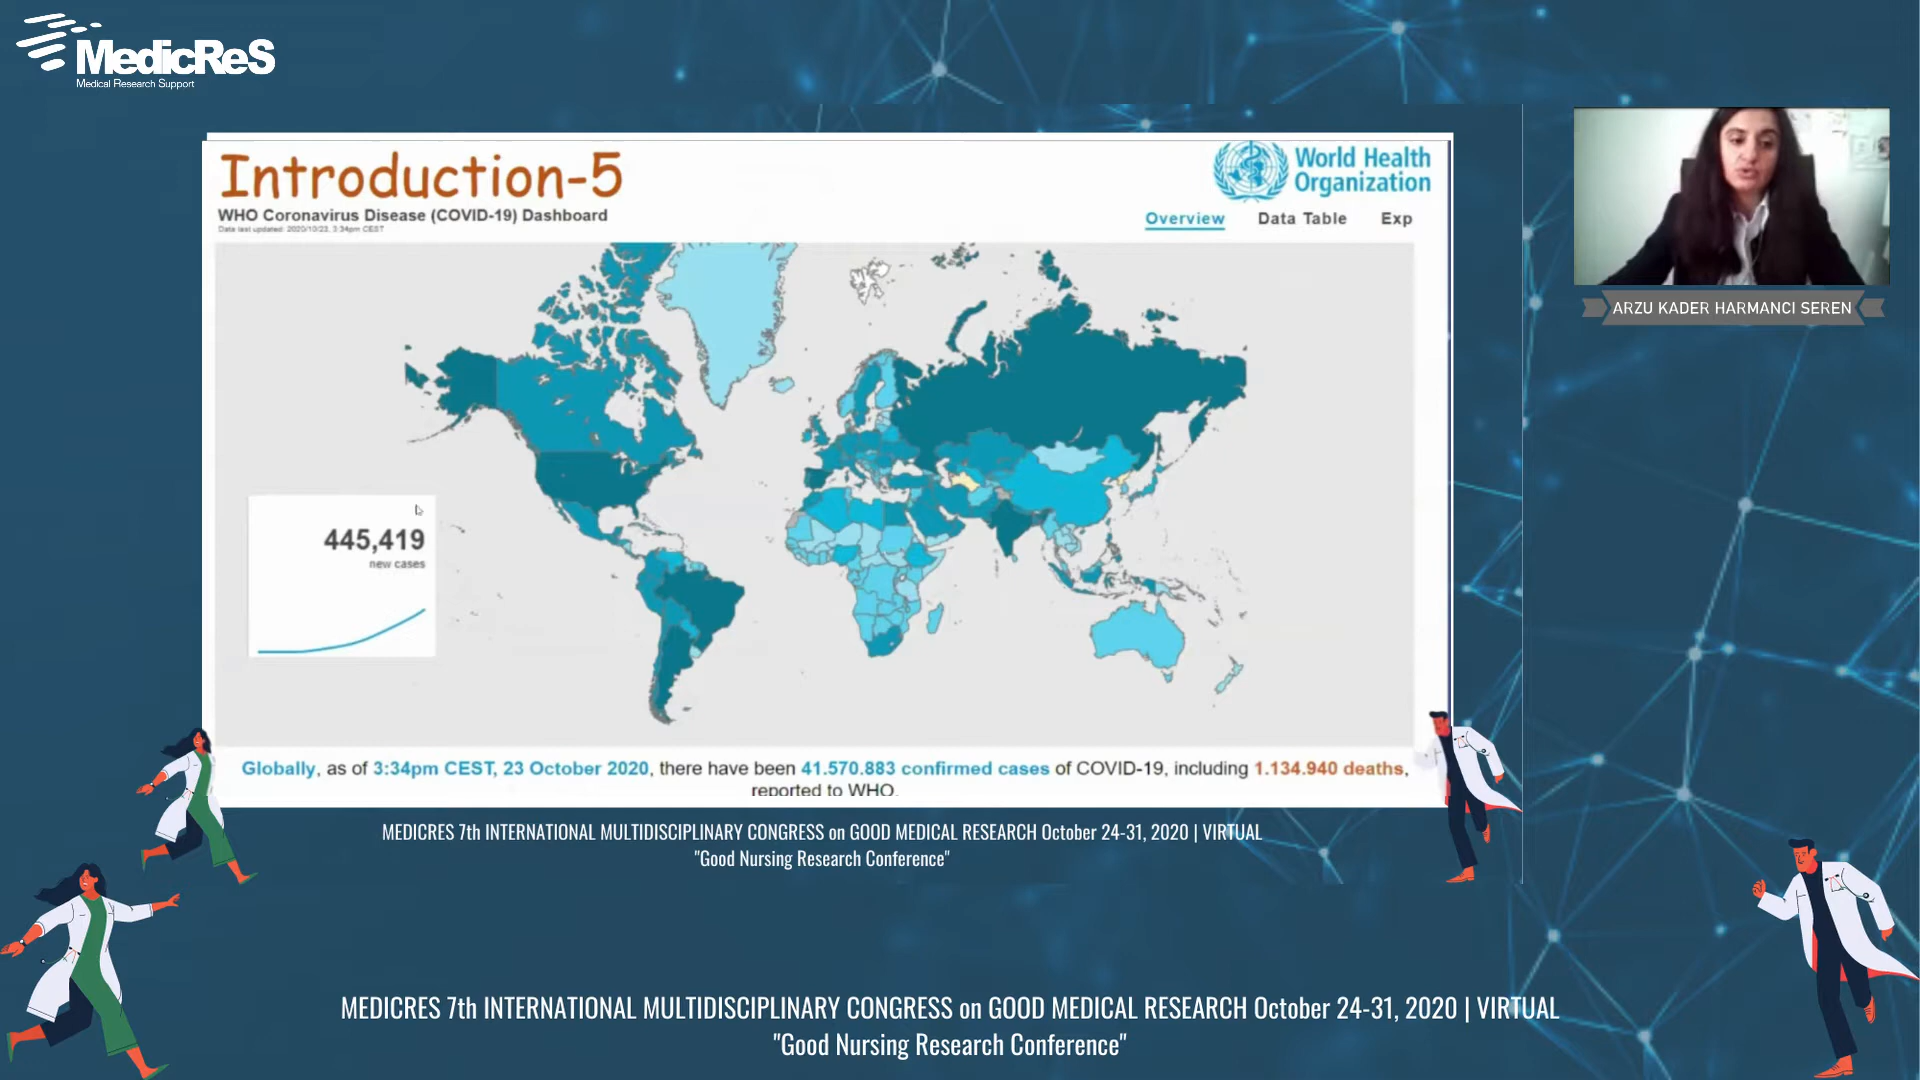 MedicReS
Medical Research Support
Introduction-5
World Health
Organization
WHO Coronavirus Disease (COVID-19) Dashboard
Data last updated: 2020/10/23, 3:34pm CEST
Overview Data Table Exp
ARZU KADER HARMANCI SEREN
445,419
new cases
Globally, as of 3:34pm CEST, 23 October 2020, there have been 41.570.883 confirmed cases of COVID-19, including 1.134.940 deaths,
reported to WHO.
MEDICRES 7th INTERNATIONAL MULTIDISCIPLINARY CONGRESS on GOOD MEDICAL RESEARCH October 24-31, 2020 | VIRTUAL
"Good Nursing Research Conference"
MEDICRES 7th INTERNATIONAL MULTIDISCIPLINARY CONGRESS on GOOD MEDICAL RESEARCH October 24-31, 2020 | VIRTUAL
"Good Nursing Research Conference"